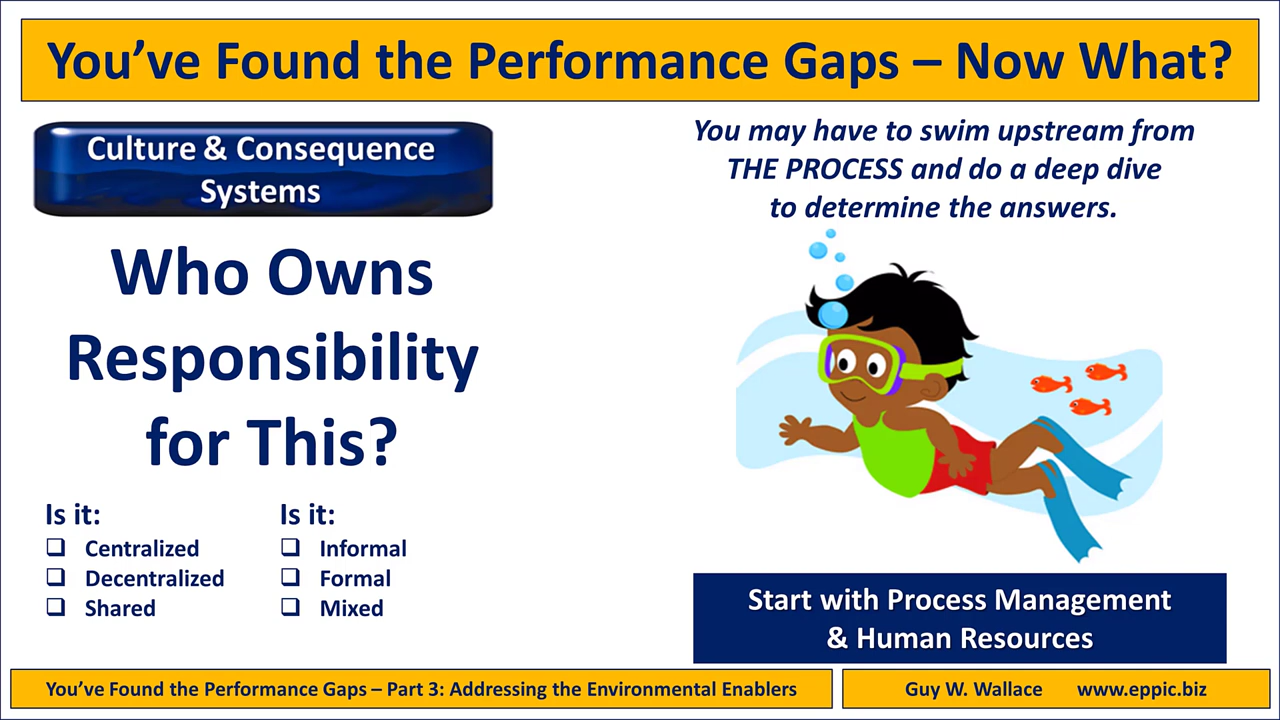 You’ve Found the Performance Gaps – Now What?
Culture & Consequence
Systems
Who Owns
Responsibility
for This?
Is it:
❑ Centralized
❑ Decentralized
❑ Shared
Is it:
❑ Informal
❑ Formal
❑ Mixed
You may have to swim upstream from
THE PROCESS and do a deep dive
to determine the answers.
Start with Process Management
& Human Resources
You’ve Found the Performance Gaps – Part 3: Addressing the Environmental Enablers
Guy W. Wallace www.eppic.biz